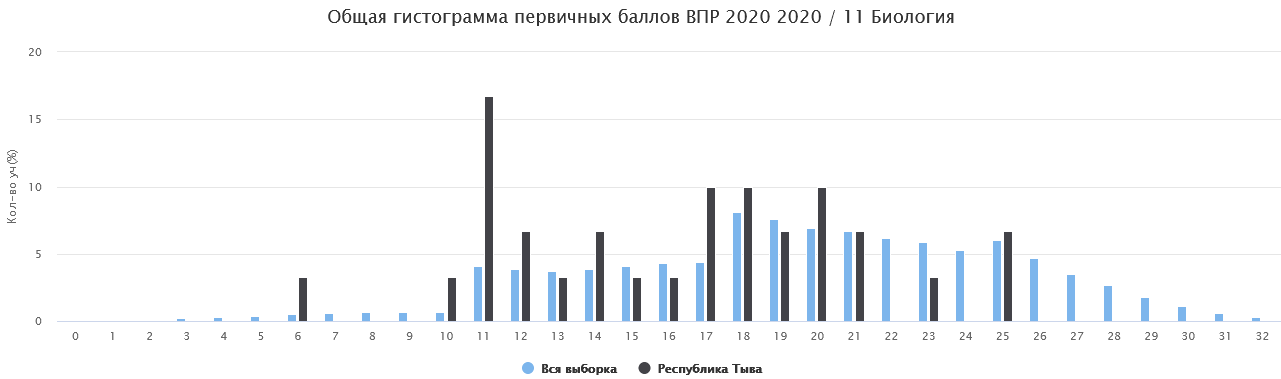 Общая гистограмма первичных баллов ВПР 2020 2020 / 11 Биология
Кол-во уч(%)
20
15
10
5
0
0 1 2 3 4 5 6 7 8 9 10 11 12 13 14 15 16 17 18 19 20 21 22 23 24 25 26 27 28 29 30 31 32
Вся выборка Республика Тыва